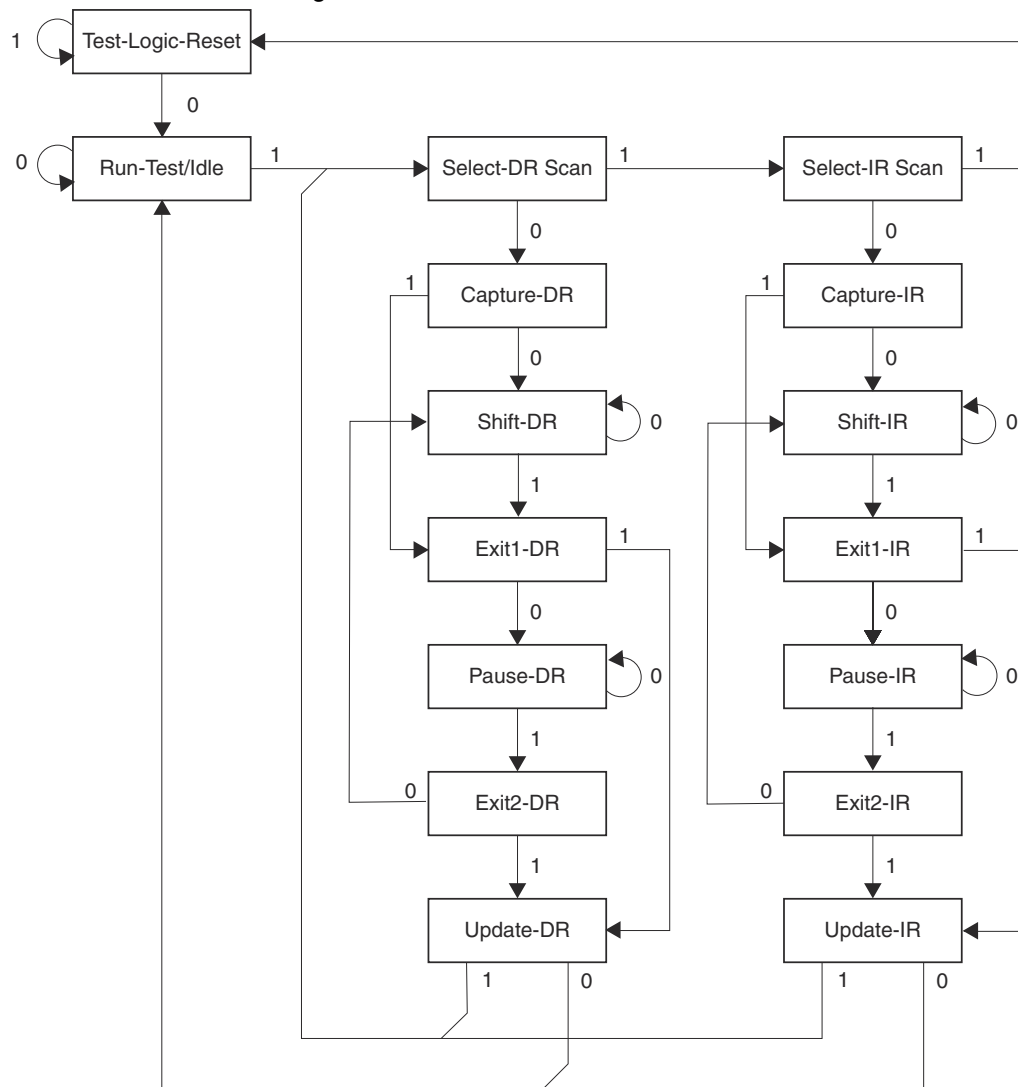 1 Test-Logic-Reset
0
0 Run-Test/Idle 1 Select-DR Scan 1 Select-IR Scan 1
0 0
1 Capture-DR 1 Capture-IR
0 0
Shift-DR 0 Shift-IR 0
1 1
Exit1-DR 1 Exit1-IR 1
0 0
Pause-DR 0 Pause-IR 0
1 1
0 Exit2-DR 0 Exit2-IR
1 1
Update-DR Update-IR
1 0 1 0